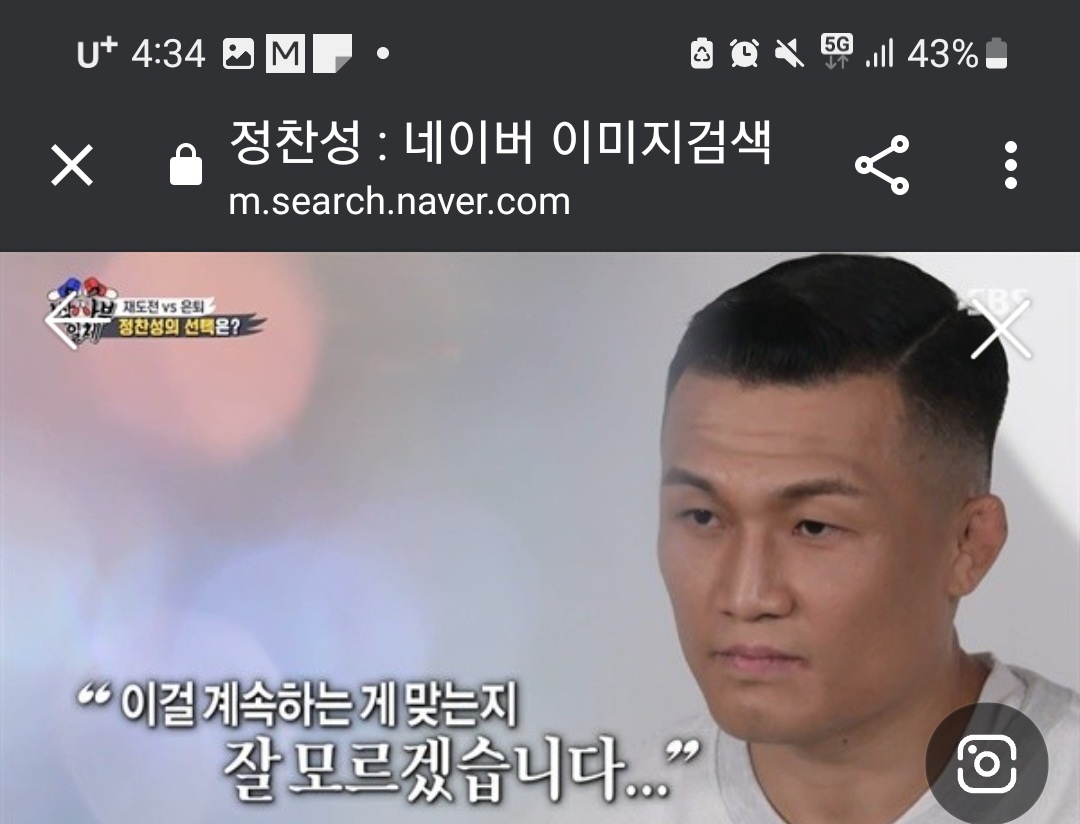 U+ 4:34 M 5G 43%
정찬성 : 네이버 이미지검색
m.search.naver.com
재도전 vs 은퇴
SBS
일체
정찬성의 선택은?
“ 이걸 계속하는 게 맞는지
잘 모르겠습니다...”